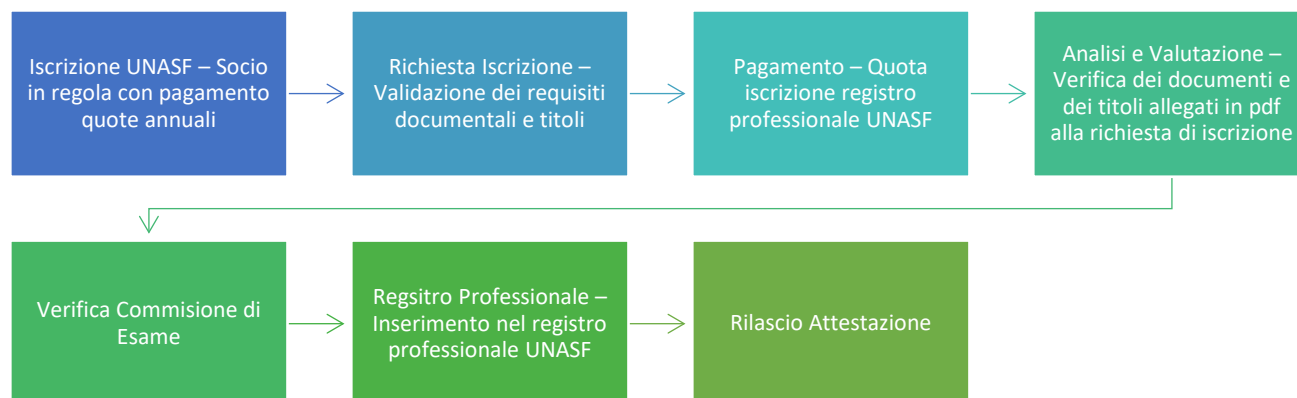 Iscrizione UNASF – Socio
in regola con pagamento
quote annuali
Richiesta Iscrizione –
Validazione dei requisiti
documentali e titoli
Pagamento – Quota
iscrizione registro
professionale UNASF
Analisi e Valutazione –
Verifica dei documenti e
dei titoli allegati in pdf
alla richiesta di iscrizione
Verifica Commisione di
Esame
Regsitro Professionale –
Inserimento nel registro
professionale UNASF
Rilascio Attestazione